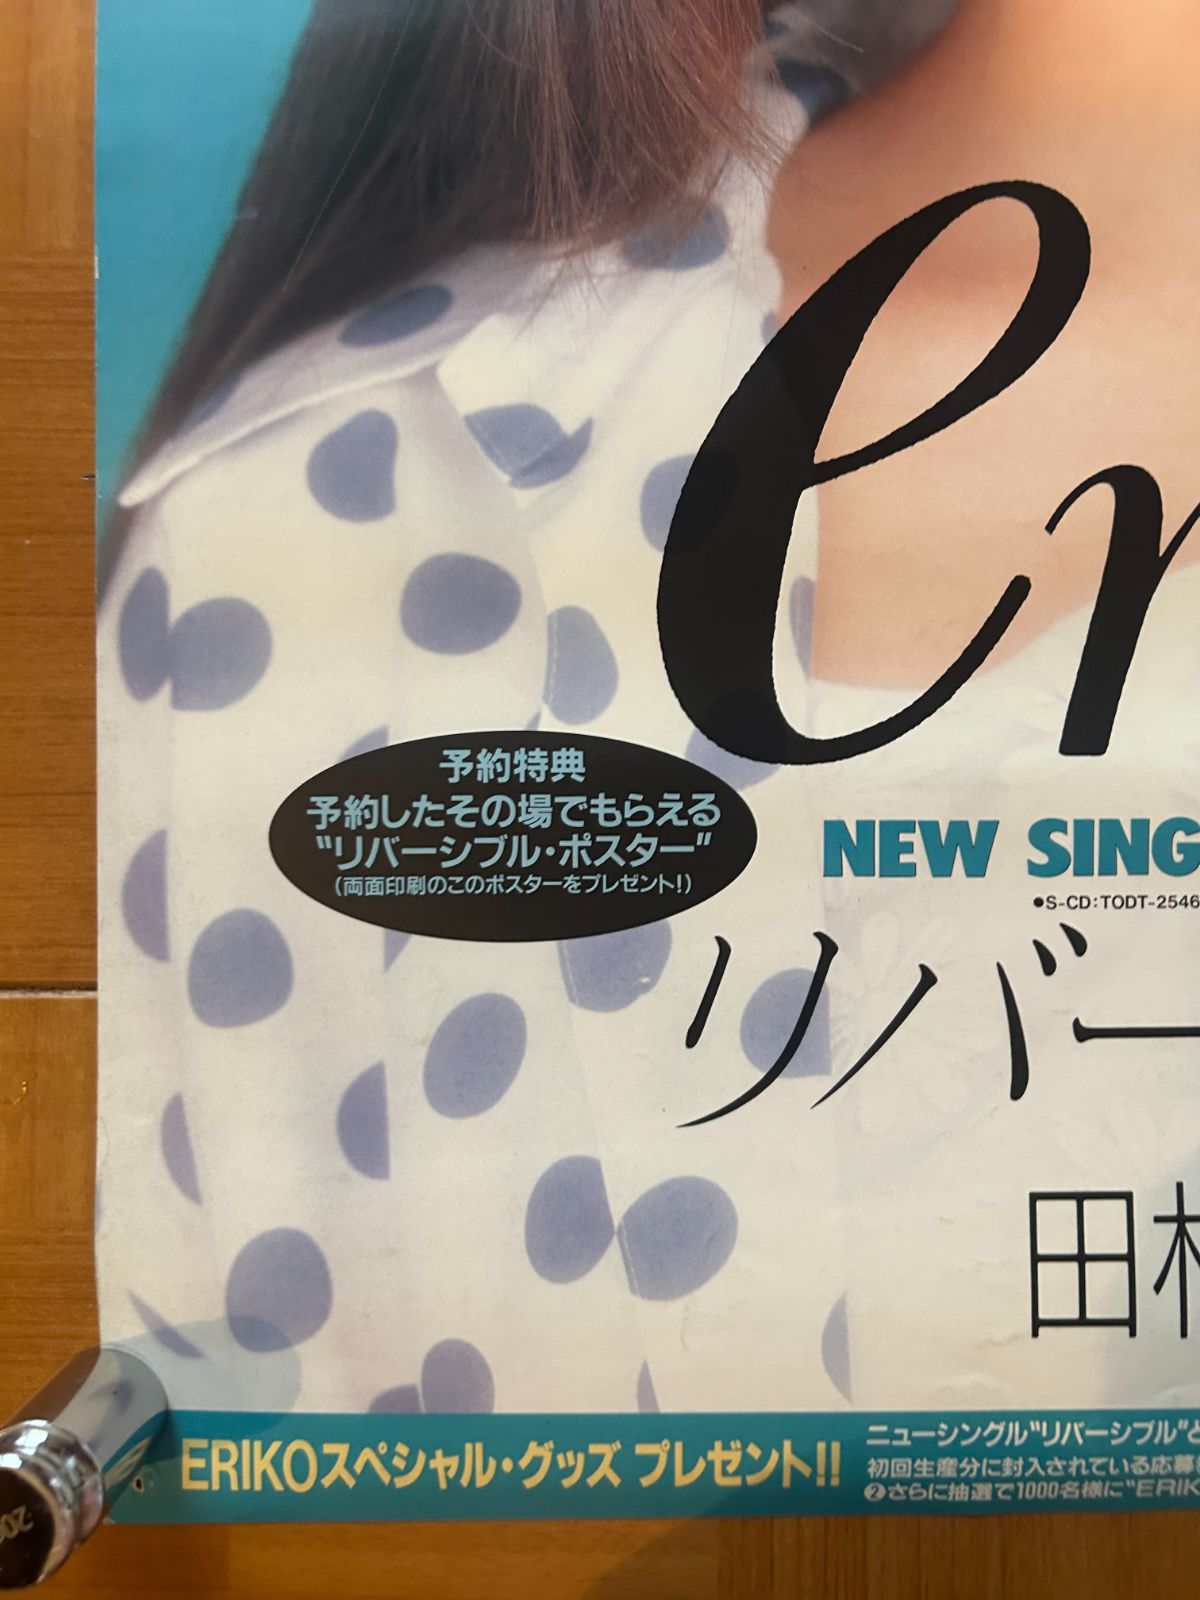 er
予約特典
予約したその場でもらえる
"リバーシブル・ポスター"
(両面印刷のこのポスターをプレゼント!)
NEW SING
●S-CD:TODT-2546
リバー
田村
ERIKOスペシャル・グッズ プレゼント!!
ニューシングル"リバーシブル"と
初回生産分に封入されている応募
❷さらに抽選で1000名様に"ERIK